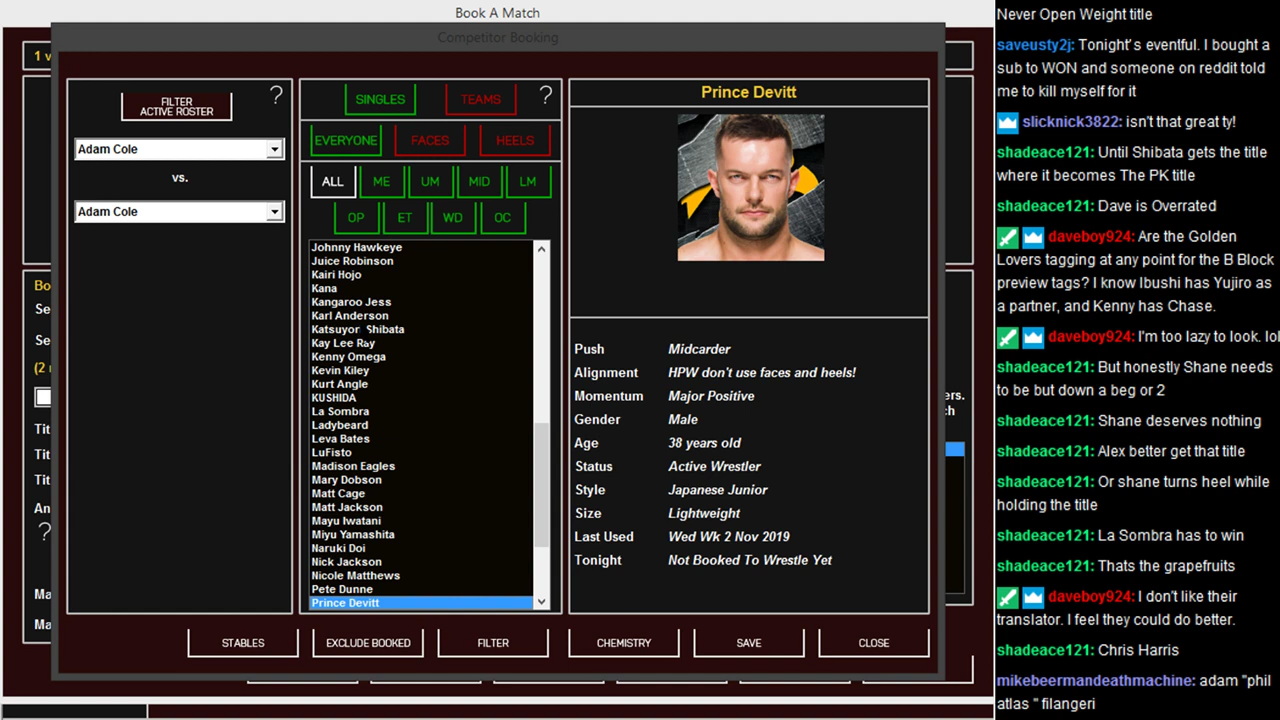 Book A Match
Competitor Booking
1 v
FILTER
ACTIVE ROSTER
?
Adam Cole
vs.
Adam Cole
SINGLES
TEAMS
?
EVERYONE
FACES
HEELS
ALL
ME
UM
MID
LM
OP
ET
WD
OC
Johnny Hawkeye
Juice Robinson
Kairi Hojo
Kana
Kangaroo Jess
Karl Anderson
Katsuyori Shibata
Kay Lee Ray
Kenny Omega
Kevin Kiley
Kurt Angle
KUSHIDA
La Sombra
Ladybeard
Leva Bates
LuFisto
Madison Eagles
Mary Dobson
Matt Cage
Matt Jackson
Mayu Iwatani
Miyu Yamashita
Naruki Doi
Nick Jackson
Nicole Matthews
Pete Dunne
Prince Devitt
Prince Devitt
Push Midcarder
Alignment HPW don't use faces and heels!
Momentum Major Positive
Gender Male
Age 38 years old
Status Active Wrestler
Style Japanese Junior
Size Lightweight
Last Used Wed Wk 2 Nov 2019
Tonight Not Booked To Wrestle Yet
STABLES
EXCLUDE BOOKED
FILTER
CHEMISTRY
SAVE
CLOSE
Bo
Se
Se
(2 r
Tit
Tit
Tit
An
?
Ma
Ma
ers.
ch
Never Open Weight title
saveusty2j: Tonight's eventful. I bought a
sub to WON and someone on reddit told
me to kill myself for it
slicknick3822: isn't that great ty!
shadeace121: Until Shibata gets the title
where it becomes The PK title
shadeace121: Dave is Overrated
daveboy924: Are the Golden
Lovers tagging at any point for the B Block
preview tags? I know Ibushi has Yujiro as
a partner, and Kenny has Chase.
daveboy924: I'm too lazy to look. lol
shadeace121: But honestly Shane needs
to be but down a beg or 2
shadeace121: Shane deserves nothing
shadeace121: Alex better get that title
shadeace121: Or shane turns heel while
holding the title
shadeace121: La Sombra has to win
shadeace121: Thats the grapefruits
daveboy924: I don't like their
translator. I feel they could do better.
shadeace121: Chris Harris
mikebeermandeathmachine: adam "phil
atlas " filangeri